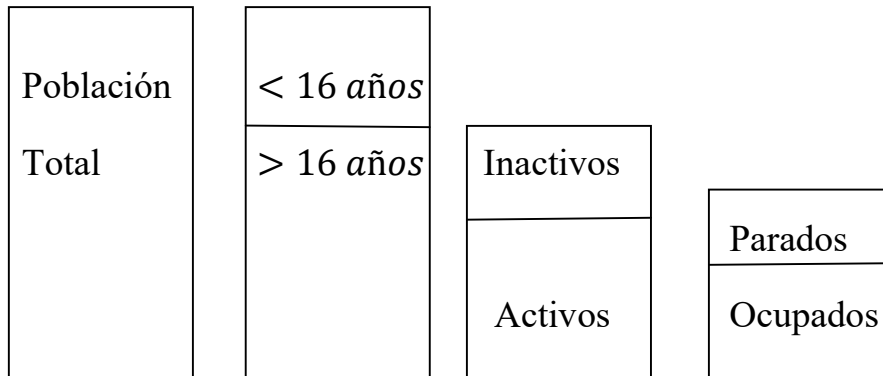 Población
Total
< 16 años
> 16 años
Inactivos
Activos
Parados
Ocupados